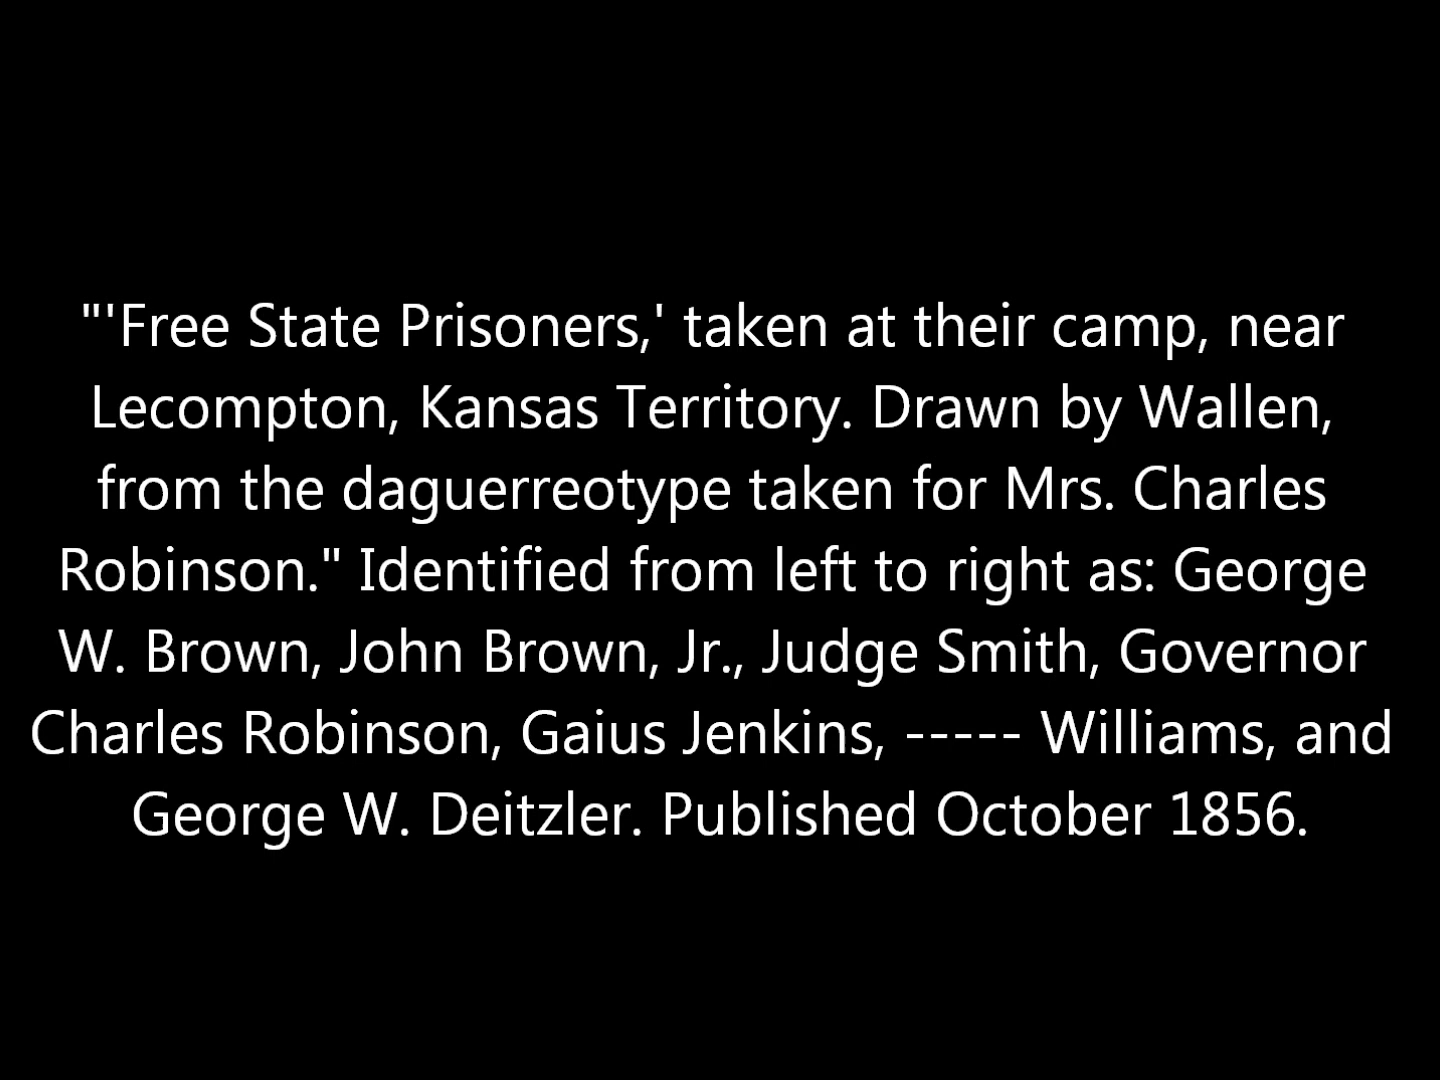 "'Free State Prisoners,' taken at their camp, near
Lecompton, Kansas Territory. Drawn by Wallen,
from the daguerreotype taken for Mrs. Charles
Robinson." Identified from left to right as: George
W. Brown, John Brown, Jr., Judge Smith, Governor
Charles Robinson, Gaius Jenkins, ----- Williams, and
George W. Deitzler. Published October 1856.